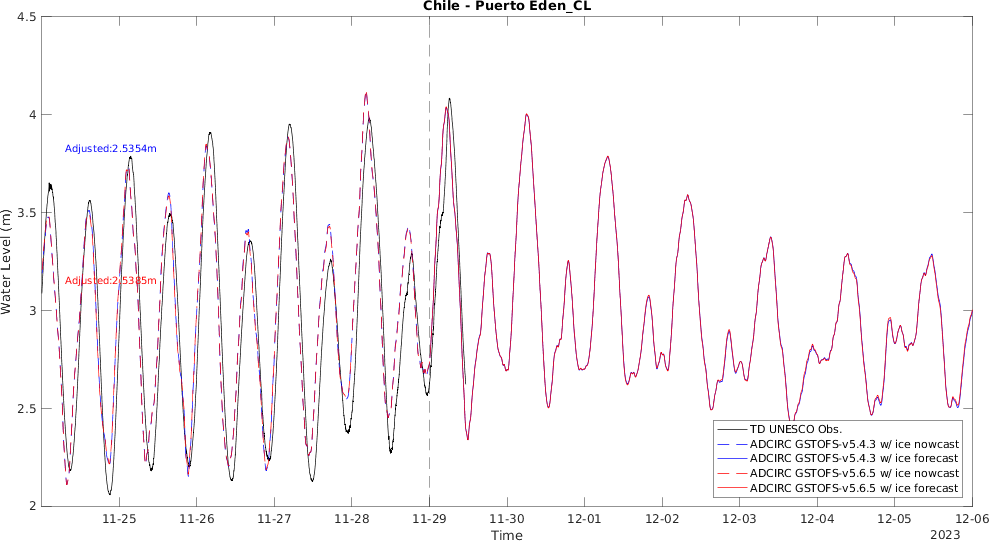 Chile - Puerto Eden_CL
4.5
4
3.5
3
2.5
2
Water Level (m)
Adjusted:2.5354m
Adjusted:2.5385m
TD UNESCO Obs.
ADCIRC GSTOFS-v5.4.3 w/ ice nowcast
ADCIRC GSTOFS-v5.4.3 w/ ice forecast
ADCIRC GSTOFS-v5.6.5 w/ ice nowcast
ADCIRC GSTOFS-v5.6.5 w/ ice forecast
11-25 11-26 11-27 11-28 11-29 11-30 12-01 12-02 12-03 12-04 12-05 12-06
Time
2023